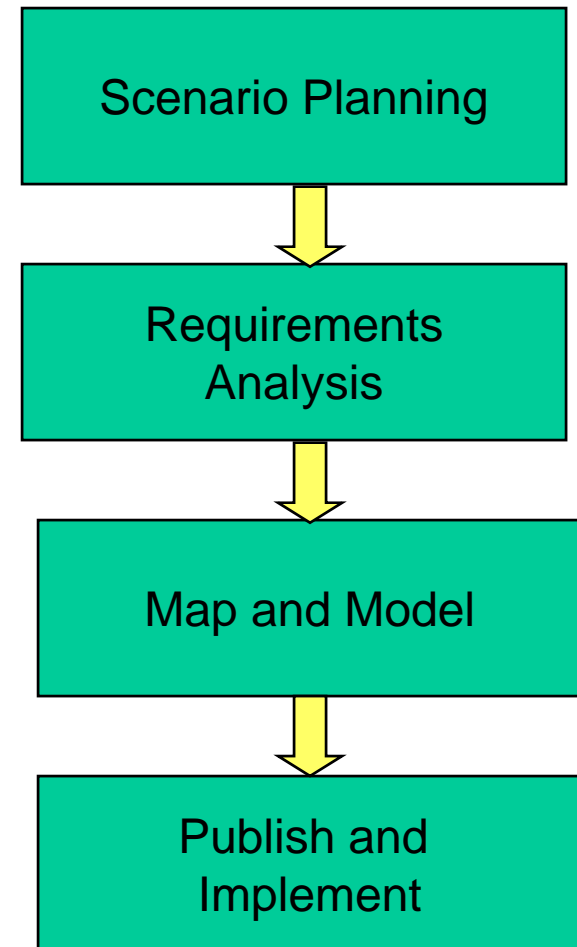 Scenario Planning
Requirements
Analysis
Map and Model
Publish and
Implement